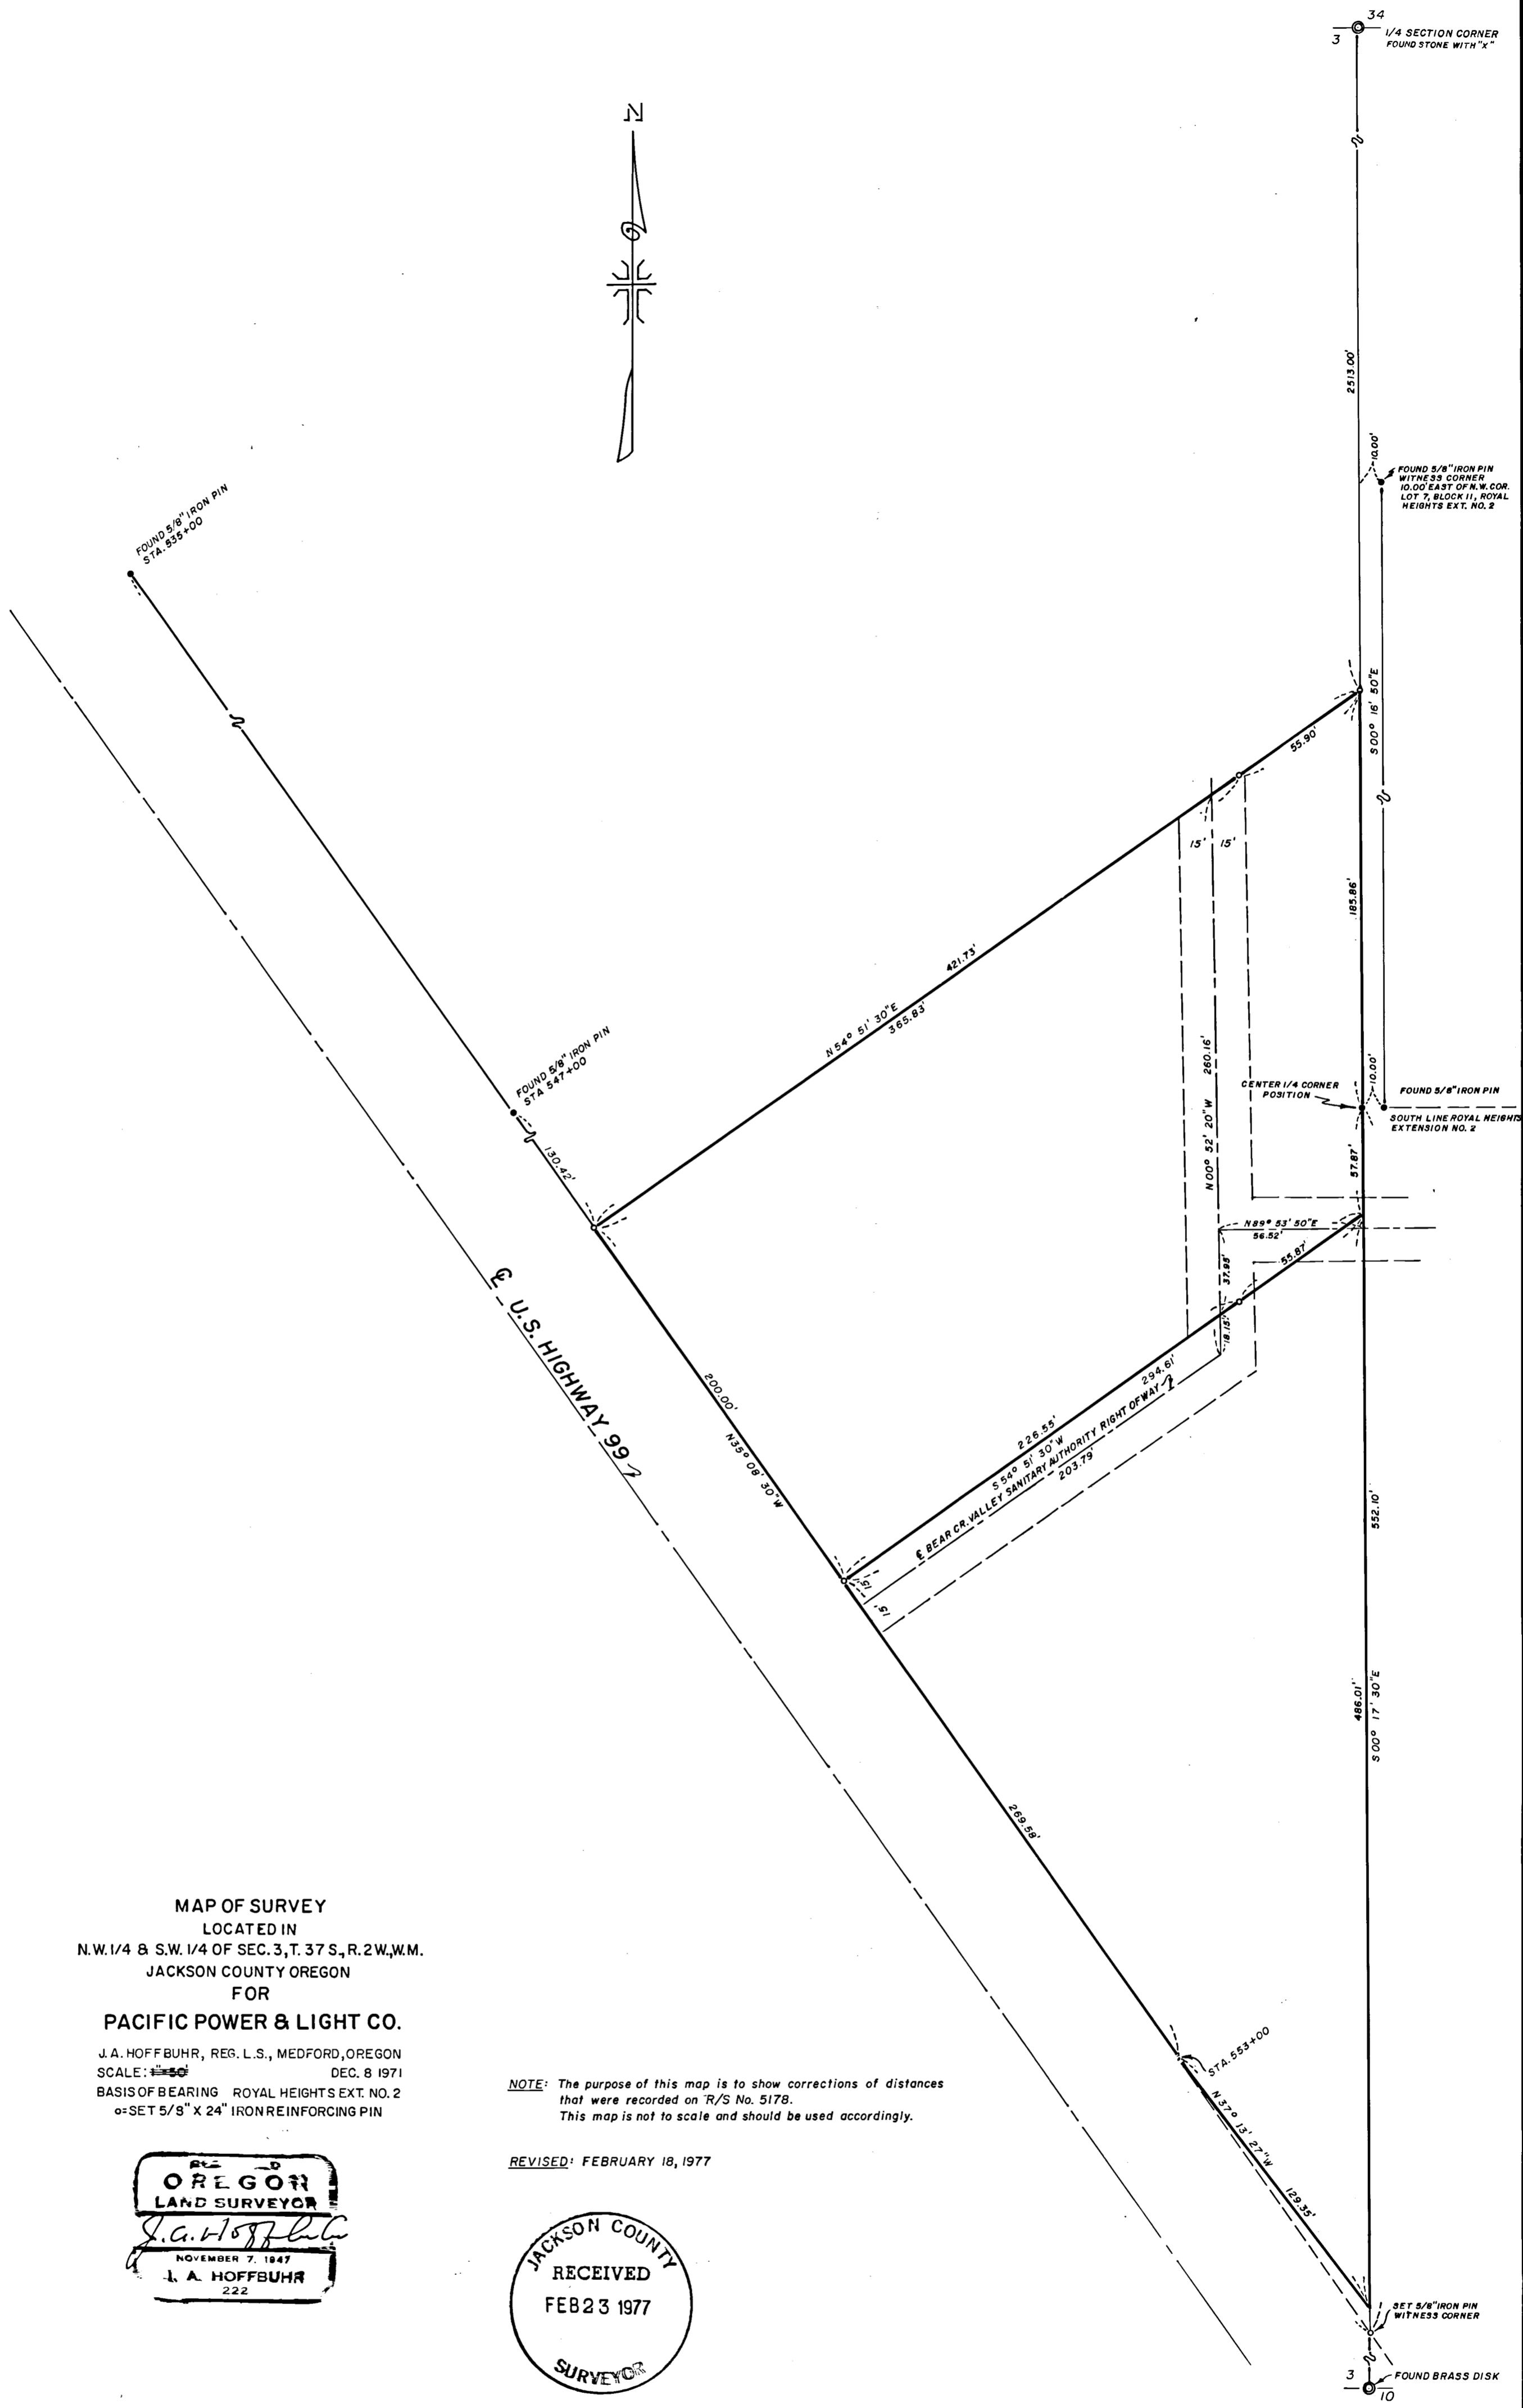 34
3
1/4 SECTION CORNER
FOUND STONE WITH "X"
N
2513.00'
10.00'
FOUND 5/8" IRON PIN
WITNESS CORNER
10.00' EAST OF N.W. COR.
LOT 7, BLOCK 11, ROYAL
HEIGHTS EXT. NO. 2
FOUND 5/8" IRON PIN
STA. 535+00
S 00° 16' 50"E
55.90'
15' 15'
185.86'
421.73'
N 54° 51' 30"E
365.83'
FOUND 5/8" IRON PIN
STA 547+00
N 00° 52' 20"W 260.16'
CENTER 1/4 CORNER
POSITION
10.00'
FOUND 5/8" IRON PIN
SOUTH LINE ROYAL HEIGHTS
EXTENSION NO. 2
130.42'
57.87'
N 89° 53' 50"E
56.52'
55.87'
37.95'
18.15'
℄ U.S. HIGHWAY 99
200.00'
N35° 08' 30"W
294.61'
226.55'
S 54° 51' 30"W
℄ BEAR CR. VALLEY SANITARY AUTHORITY RIGHT OF WAY
203.79'
15'
15'
552.10'
486.01'
S 00° 17' 30"E
269.58'
STA. 553+00
N 37° 13' 27"W
129.35'
SET 5/8" IRON PIN
WITNESS CORNER
3
10
FOUND BRASS DISK
MAP OF SURVEY
LOCATED IN
N.W. 1/4 & S.W. 1/4 OF SEC. 3, T. 37 S., R. 2 W., W.M.
JACKSON COUNTY OREGON
FOR
PACIFIC POWER & LIGHT CO.
J. A. HOFFBUHR, REG. L.S., MEDFORD, OREGON
SCALE: 1"=50' DEC. 8 1971
BASIS OF BEARING ROYAL HEIGHTS EXT. NO. 2
o=SET 5/8" X 24" IRON REINFORCING PIN
NOTE: The purpose of this map is to show corrections of distances
that were recorded on R/S No. 5178.
This map is not to scale and should be used accordingly.
REVISED: FEBRUARY 18, 1977
OREGON
LAND SURVEYOR
J. A. Hoffbuhr
NOVEMBER 7, 1947
J. A. HOFFBUHR
222
JACKSON COUNTY
RECEIVED
FEB 23 1977
SURVEYOR